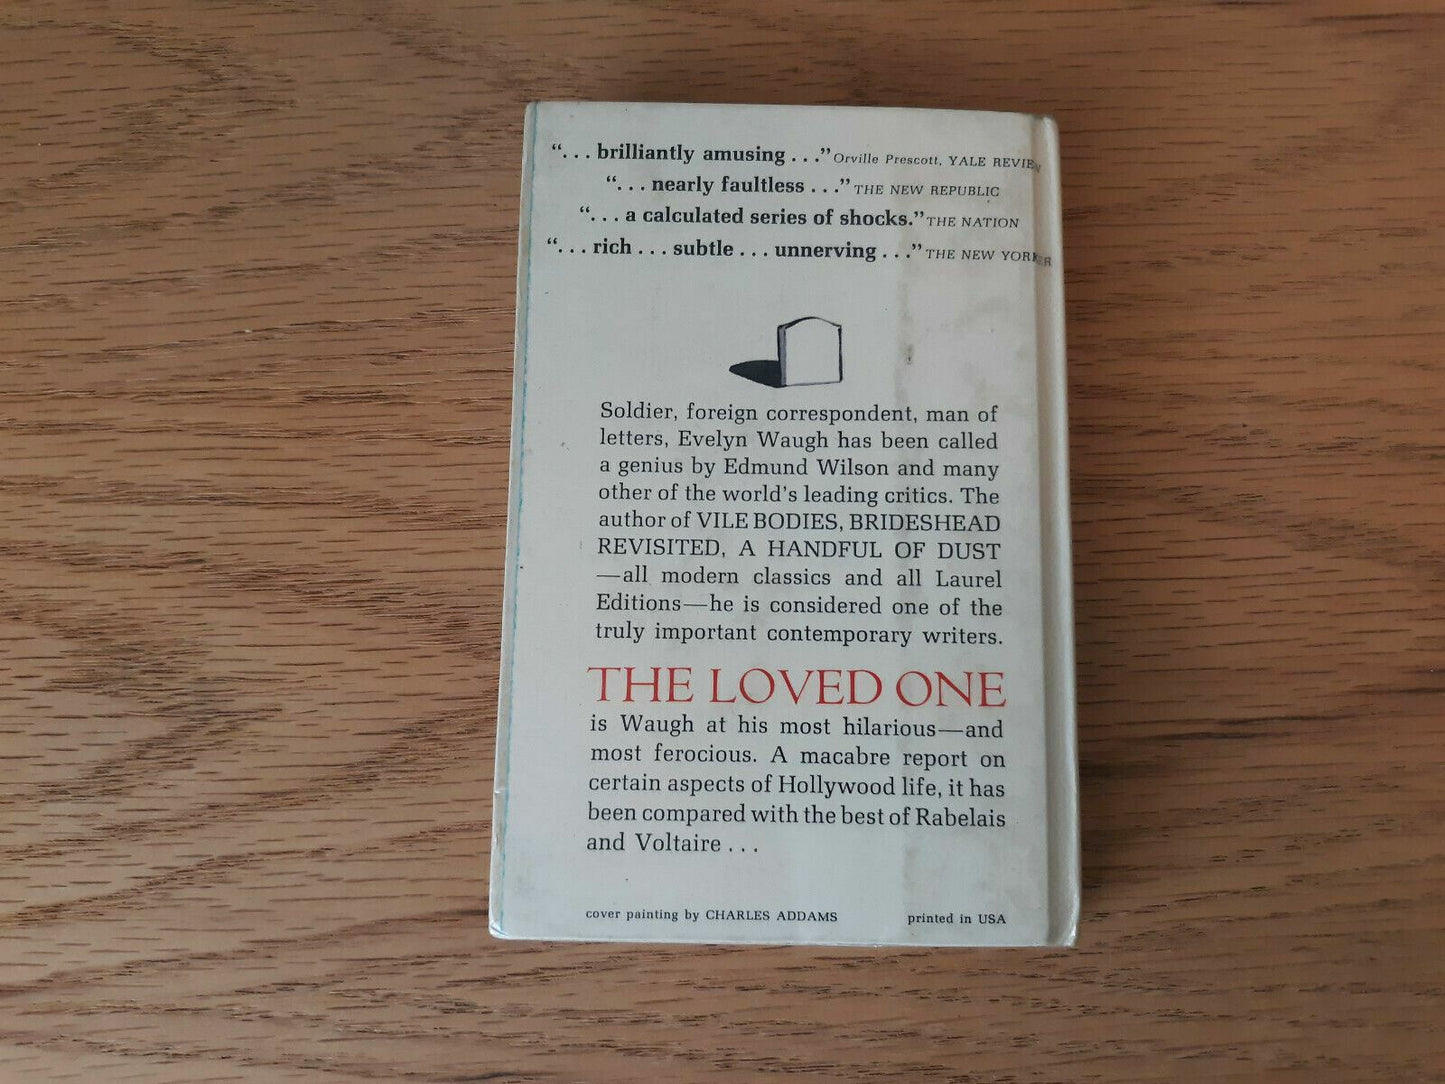 “. . . brilliantly amusing . . .” Orville Prescott, YALE REVIEW
“. . . nearly faultless . . .” THE NEW REPUBLIC
“. . . a calculated series of shocks.” THE NATION
“. . . rich . . . subtle . . . unnerving . . .” THE NEW YORKER
Soldier, foreign correspondent, man of
letters, Evelyn Waugh has been called
a genius by Edmund Wilson and many
other of the world's leading critics. The
author of VILE BODIES, BRIDESHEAD
REVISITED, A HANDFUL OF DUST
—all modern classics and all Laurel
Editions—he is considered one of the
truly important contemporary writers.
THE LOVED ONE
is Waugh at his most hilarious—and
most ferocious. A macabre report on
certain aspects of Hollywood life, it has
been compared with the best of Rabelais
and Voltaire . . .
cover painting by CHARLES ADDAMS printed in USA